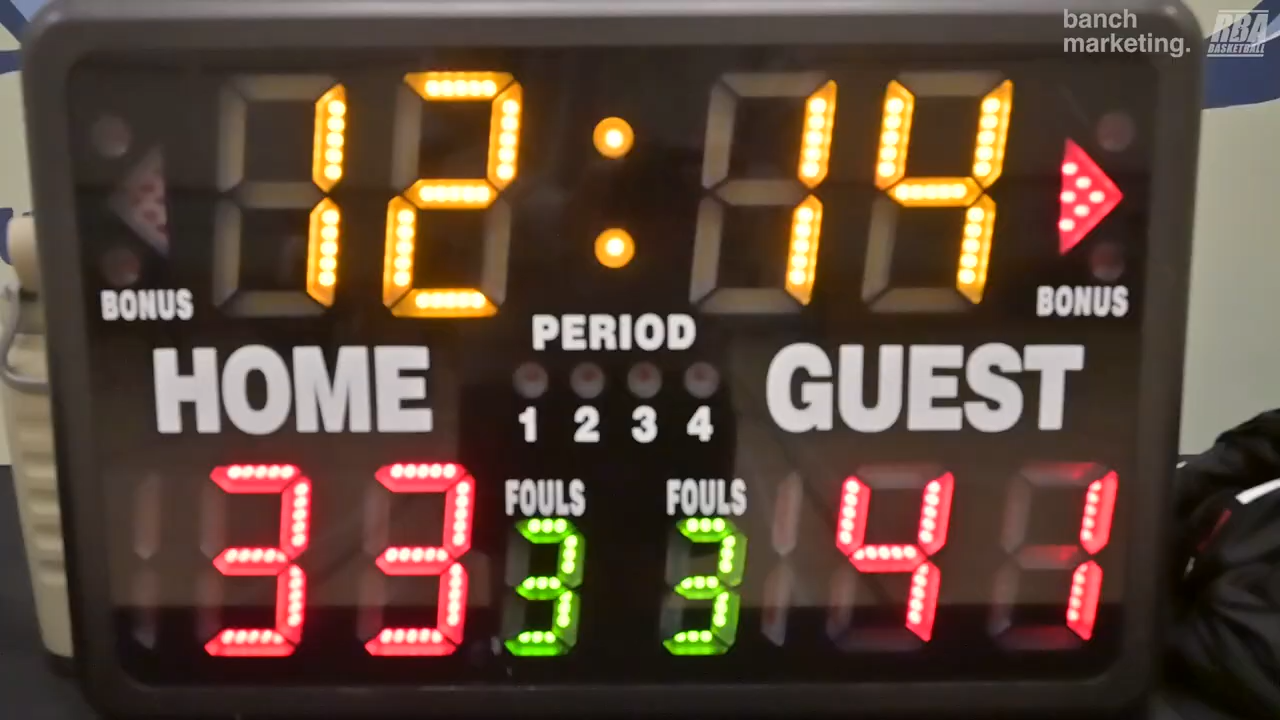 banch
marketing.
RBA
BASKETBALL
12:14
BONUS
BONUS
PERIOD
HOME
GUEST
1 2 3 4
FOULS
FOULS
33
3
3
41